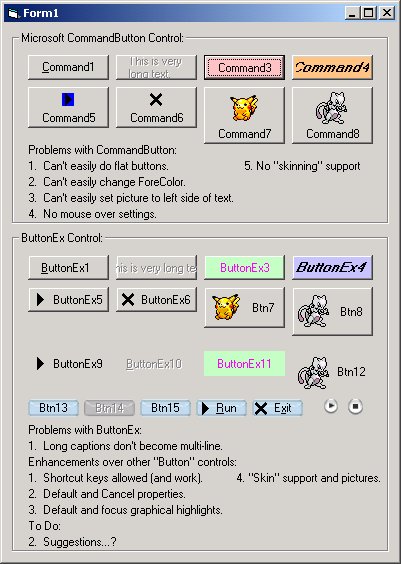 Form1
Microsoft CommandButton Control:
Command1
This is very
long text.
Command3
Command4
Command5
Command6
Command7
Command8
Problems with CommandButton:
1. Can't easily do flat buttons.
5. No "skinning" support
2. Can't easily change ForeColor.
3. Can't easily set picture to left side of text.
4. No mouse over settings.
ButtonEx Control:
ButtonEx1
his is very long te
ButtonEx3
ButtonEx4
ButtonEx5
ButtonEx6
Btn7
Btn8
ButtonEx9
ButtonEx10
ButtonEx11
Btn12
Btn13
Btn14
Btn15
Run
Exit
Problems with ButtonEx:
1. Long captions don't become multi-line.
Enhancements over other "Button" controls:
1. Shortcut keys allowed (and work).
4. "Skin" support and pictures.
2. Default and Cancel properties.
3. Default and focus graphical highlights.
To Do:
2. Suggestions...?